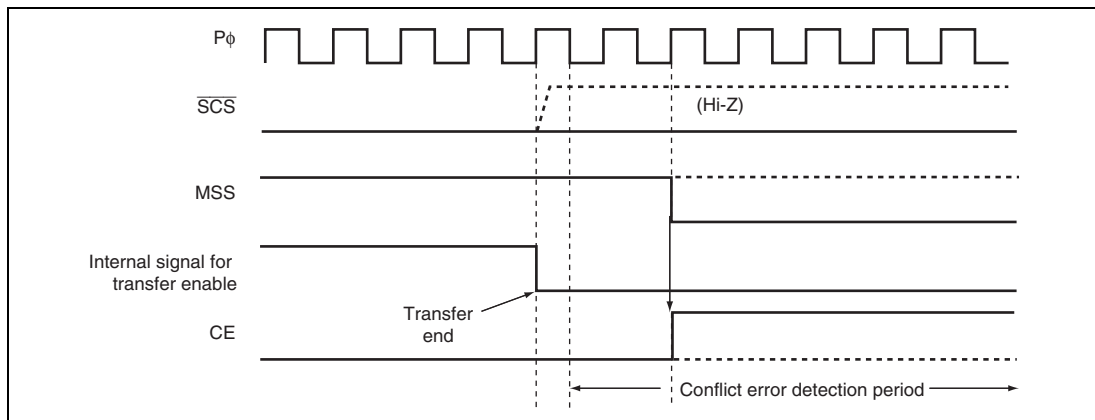 Pϕ
SCS
(Hi-Z)
MSS
Internal signal for
transfer enable
Transfer
end
CE
Conflict error detection period